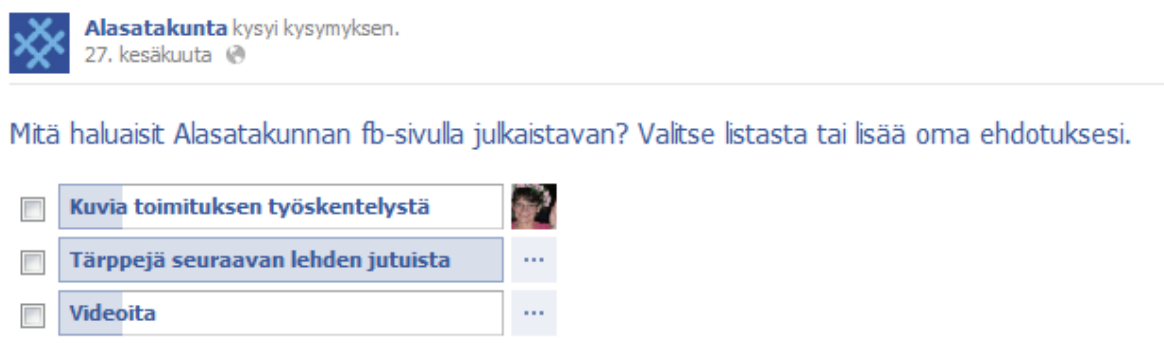 Alasatakunta kysyi kysymyksen.
27. kesäkuuta
Mitä haluaisit Alasatakunnan fb-sivulla julkaistavan? Valitse listasta tai lisää oma ehdotuksesi.
Kuvia toimituksen työskentelystä
Tärppejä seuraavan lehden jutuista
...
Videoita
...